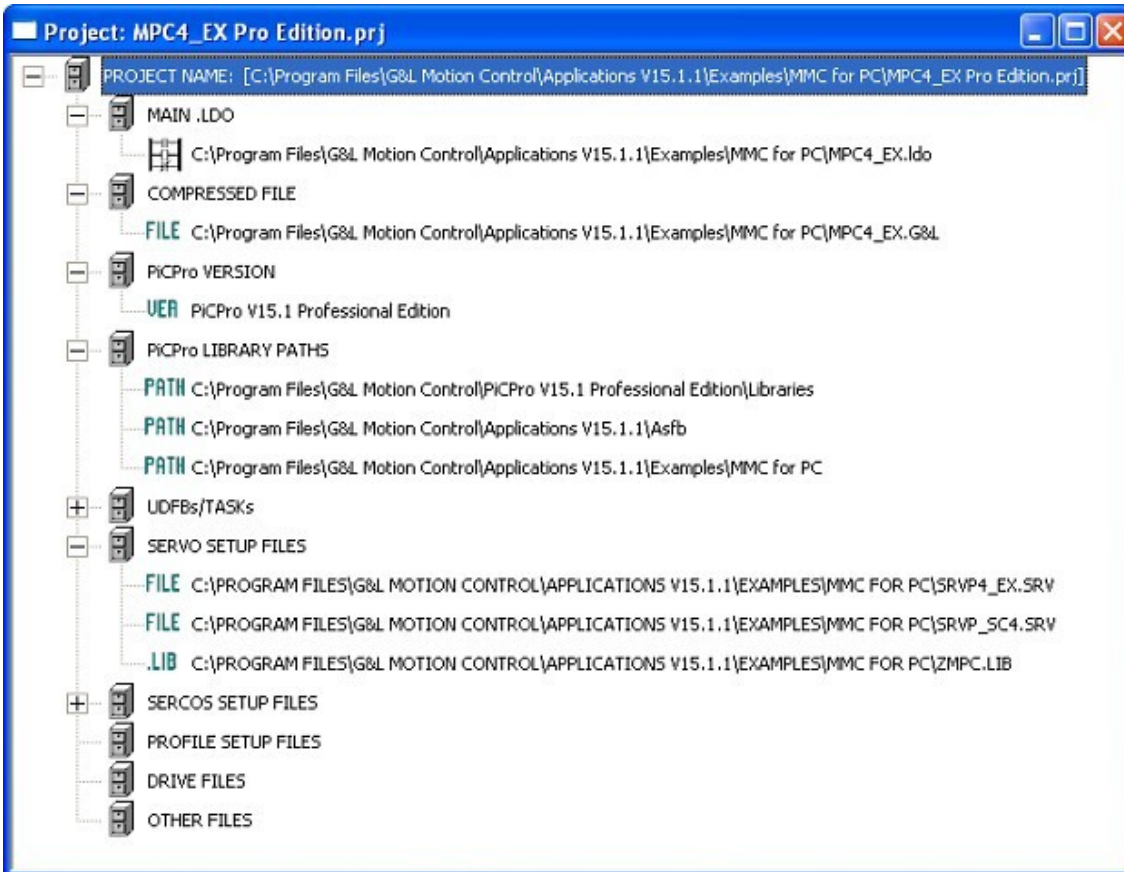 Project: MPC4_EX Pro Edition.prj
PROJECT NAME: [C:\Program Files\G&L Motion Control\Applications V15.1.1\Examples\MMC for PC\MPC4_EX Pro Edition.prj]
MAIN .LDO
C:\Program Files\G&L Motion Control\Applications V15.1.1\Examples\MMC for PC\MPC4_EX.ldo
COMPRESSED FILE
FILE C:\Program Files\G&L Motion Control\Applications V15.1.1\Examples\MMC for PC\MPC4_EX.G&L
PiCPro VERSION
VER PiCPro V15.1 Professional Edition
PiCPro LIBRARY PATHS
PATH C:\Program Files\G&L Motion Control\PiCPro V15.1 Professional Edition\Libraries
PATH C:\Program Files\G&L Motion Control\Applications V15.1.1\Asfb
PATH C:\Program Files\G&L Motion Control\Applications V15.1.1\Examples\MMC for PC
UDFBs/TASKs
SERVO SETUP FILES
FILE C:\PROGRAM FILES\G&L MOTION CONTROL\APPLICATIONS V15.1.1\EXAMPLES\MMC FOR PC\SRVP4_EX.SRV
FILE C:\PROGRAM FILES\G&L MOTION CONTROL\APPLICATIONS V15.1.1\EXAMPLES\MMC FOR PC\SRVP_SC4.SRV
.LIB C:\PROGRAM FILES\G&L MOTION CONTROL\APPLICATIONS V15.1.1\EXAMPLES\MMC FOR PC\ZMPC.LIB
SERCOS SETUP FILES
PROFILE SETUP FILES
DRIVE FILES
OTHER FILES